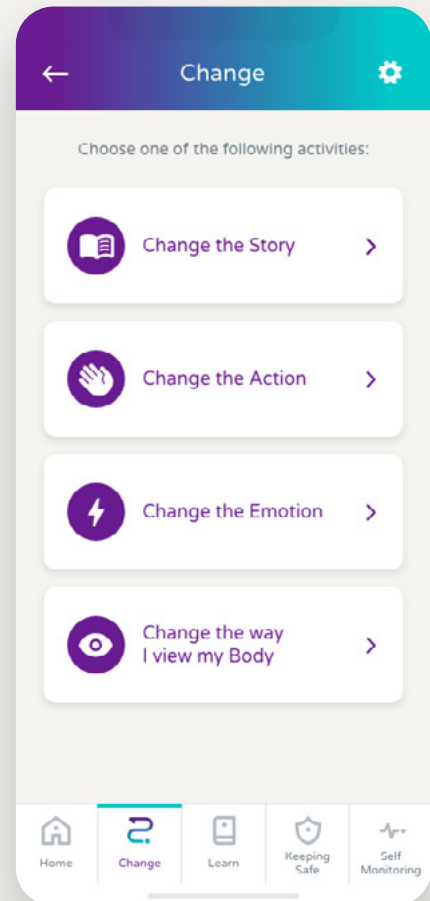 Change
Choose one of the following activities:
Change the Story
Change the Action
Change the Emotion
Change the way
I view my Body
Home
Change
Learn
Keeping
Safe
Self
Monitoring